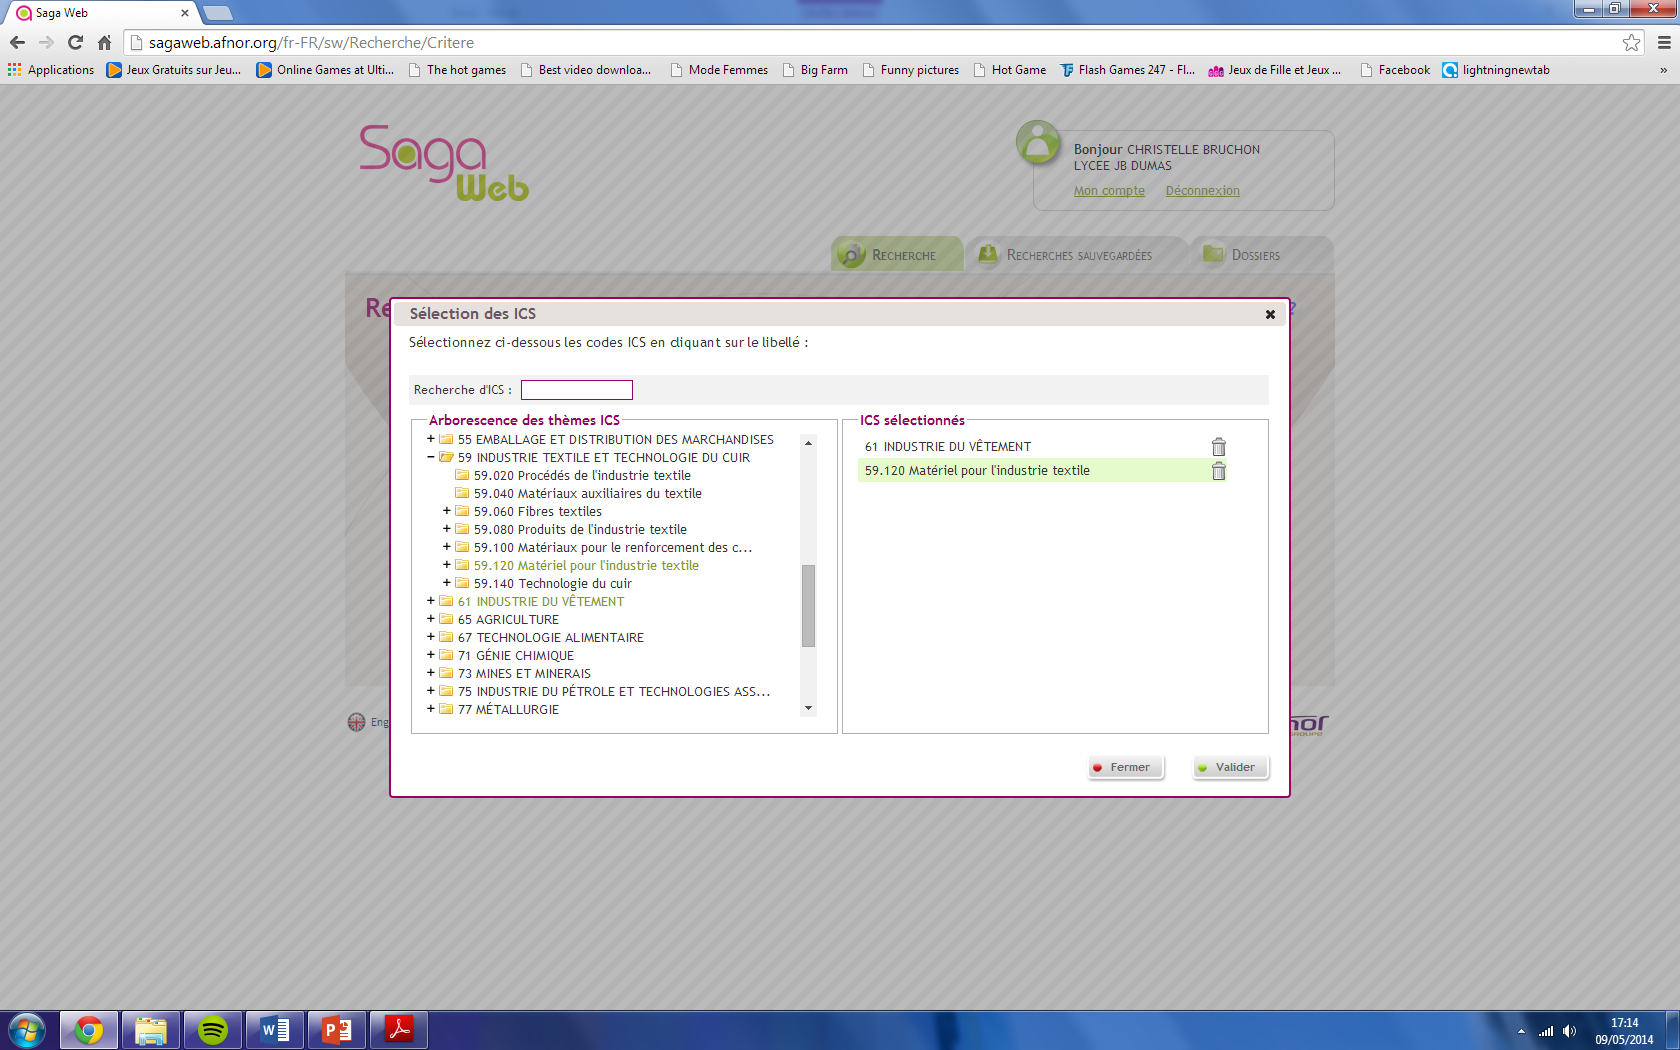 Saga Web
sagaweb.afnor.org/fr-FR/sw/Recherche/Critere
Applications Jeux Gratuits sur Jeu... Online Games at Ulti... The hot games Best video downloa... Mode Femmes Big Farm Funny pictures Hot Game Flash Games 247 - Fl... Jeux de Fille et Jeux ... Facebook lightningnewtab »
Saga
Web
Bonjour CHRISTELLE BRUCHON
LYCEE JB DUMAS
Mon compte Déconnexion
RECHERCHE RECHERCHES SAUVEGARDÉES DOSSIERS
Re ?
Sélection des ICS
Sélectionnez ci-dessous les codes ICS en cliquant sur le libellé :
Recherche d'ICS :
Arborescence des thèmes ICS
55 EMBALLAGE ET DISTRIBUTION DES MARCHANDISES
59 INDUSTRIE TEXTILE ET TECHNOLOGIE DU CUIR
59.020 Procédés de l'industrie textile
59.040 Matériaux auxiliaires du textile
59.060 Fibres textiles
59.080 Produits de l'industrie textile
59.100 Matériaux pour le renforcement des c...
59.120 Matériel pour l'industrie textile
59.140 Technologie du cuir
61 INDUSTRIE DU VÊTEMENT
65 AGRICULTURE
67 TECHNOLOGIE ALIMENTAIRE
71 GÉNIE CHIMIQUE
73 MINES ET MINERAIS
75 INDUSTRIE DU PÉTROLE ET TECHNOLOGIES ASS...
77 MÉTALLURGIE
ICS sélectionnés
61 INDUSTRIE DU VÊTEMENT
59.120 Matériel pour l'industrie textile
Eng
nor
GROUPE
Fermer Valider
17:14
09/05/2014